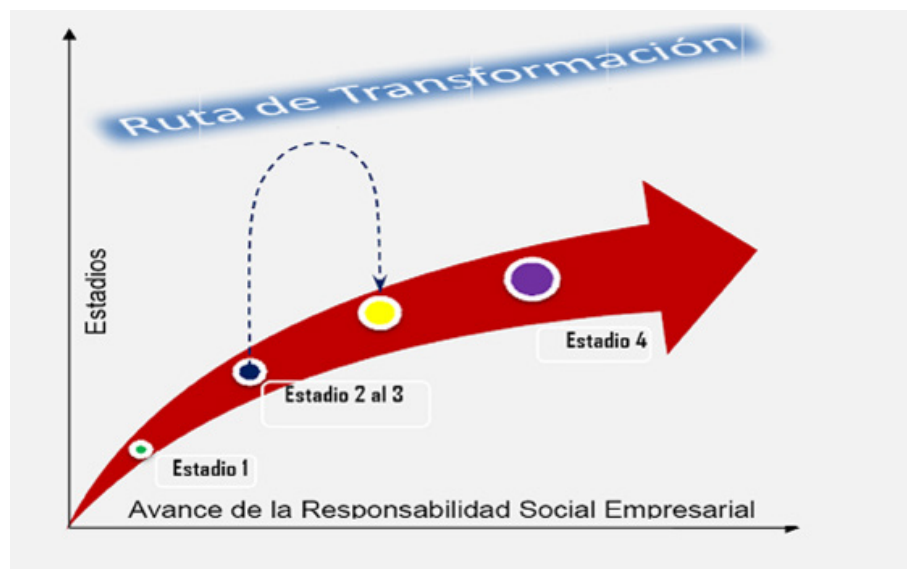 Ruta de Transformación
Estadios
Estadio 4
Estadio 2 al 3
Estadio 1
Avance de la Responsabilidad Social Empresarial